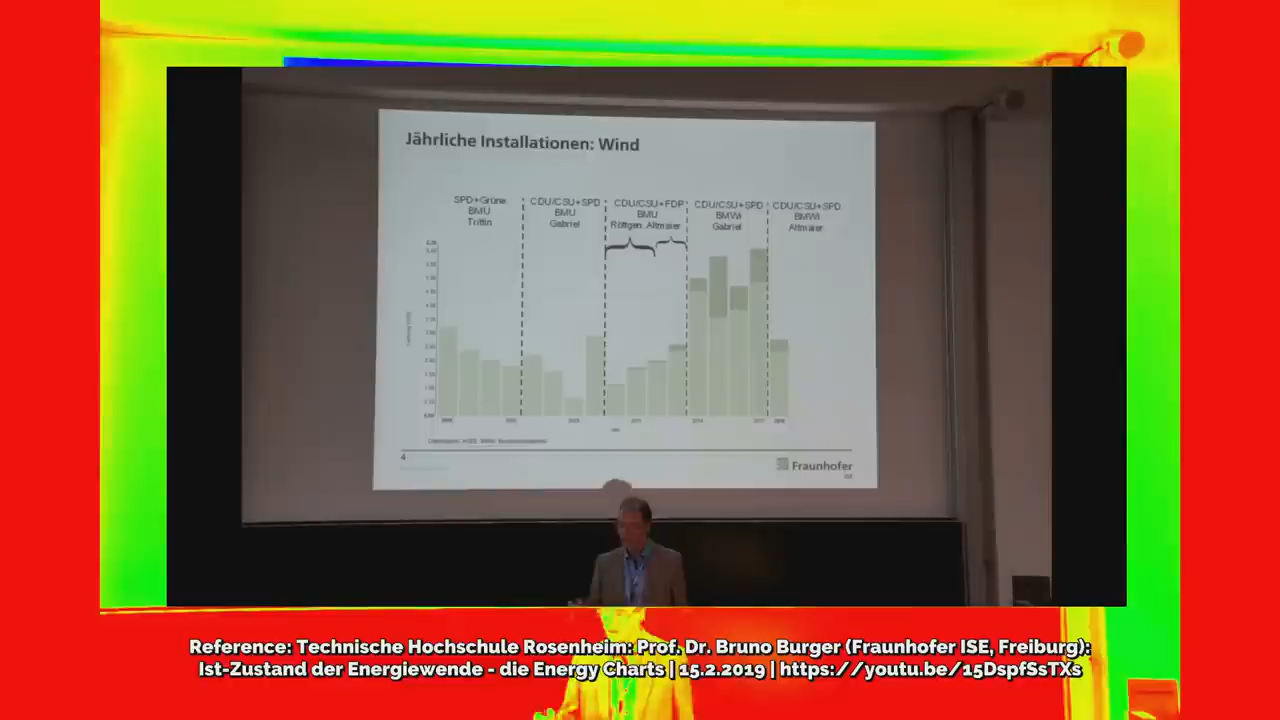 Jährliche Installationen: Wind
SPD+Grüne
BMU
Trittin
CDU/CSU+SPD
BMU
Gabriel
CDU/CSU+FDP
BMU
Röttgen Altmaier
CDU/CSU+SPD
BMWi
Gabriel
CDU/CSU+SPD
BMWi
Altmaier
4
Fraunhofer
ISE
Reference: Technische Hochschule Rosenheim: Prof. Dr. Bruno Burger (Fraunhofer ISE, Freiburg):
Ist-Zustand der Energiewende - die Energy Charts | 15.2.2019 | https://youtu.be/15DspfSsTXs